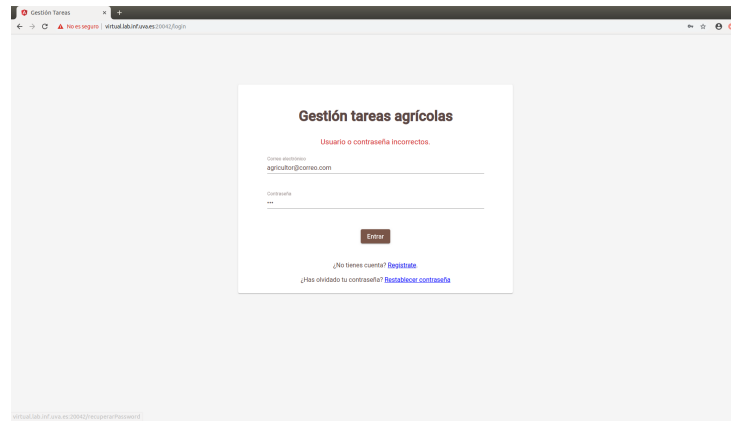 Gestión Tareas
No es seguro | virtual.lab.inf.uva.es:20042/login
Gestión tareas agrícolas
Usuario o contraseña incorrectos.
Correo electrónico
agricultor@correo.com
Contraseña
•••
Entrar
¿No tienes cuenta? Registrate.
¿Has olvidado tu contraseña? Restablecer contraseña
virtual.lab.inf.uva.es:20042/recuperarPassword